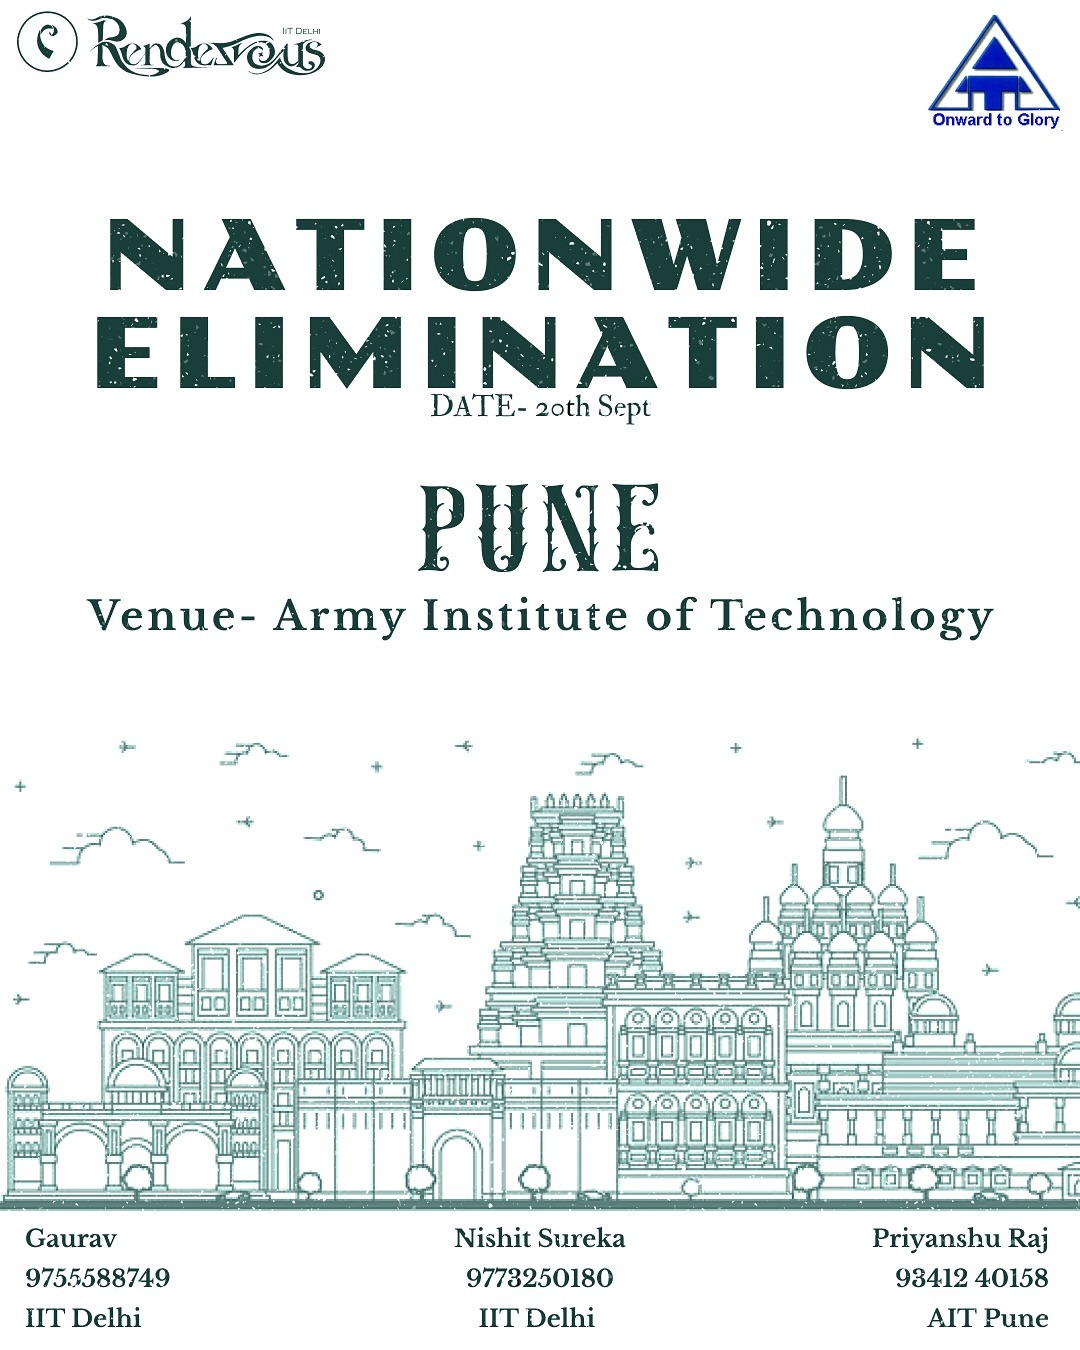 Rendezvous
IIT Delhi
Onward to Glory
NATIONWIDE
ELIMINATION
DATE- 20th Sept
PUNE
Venue- Army Institute of Technology
Gaurav
9755588749
IIT Delhi
Nishit Sureka
9773250180
IIT Delhi
Priyanshu Raj
93412 40158
AIT Pune